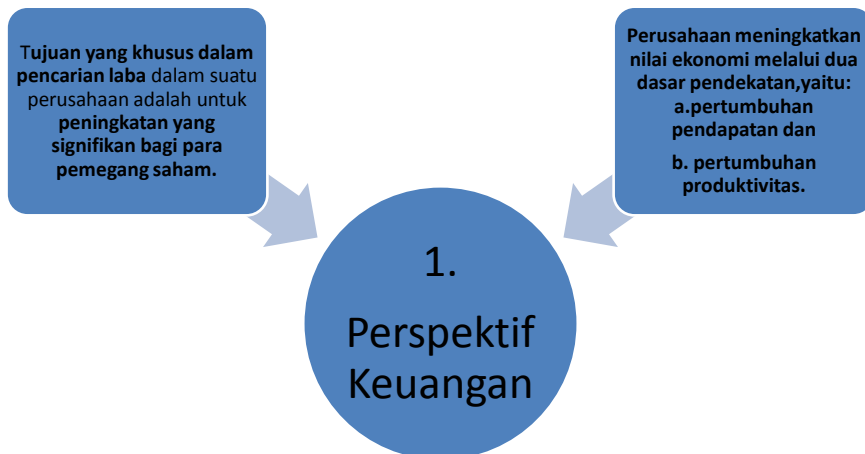 Tujuan yang khusus dalam
pencarian laba dalam suatu
perusahaan adalah untuk
peningkatan yang
signifikan bagi para
pemegang saham.
Perusahaan meningkatkan
nilai ekonomi melalui dua
dasar pendekatan,yaitu:
a.pertumbuhan
pendapatan dan
b. pertumbuhan
produktivitas.
1.
Perspektif
Keuangan